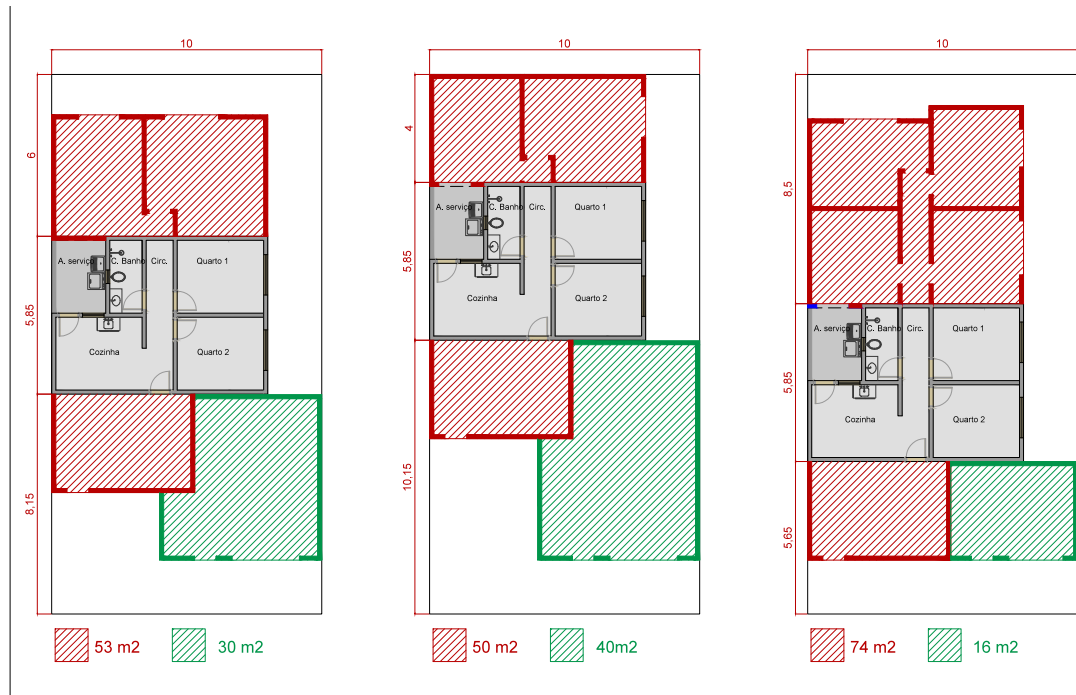 10
6
5,85
8,15
A. serviço
C. Banho
Circ.
Quarto 1
Cozinha
Quarto 2
53 m2
30 m2
10
4
5,85
10,15
A. serviço
C. Banho
Circ.
Quarto 1
Cozinha
Quarto 2
50 m2
40m2
10
8,5
5,85
5,65
A. serviço
C. Banho
Circ.
Quarto 1
Cozinha
Quarto 2
74 m2
16 m2